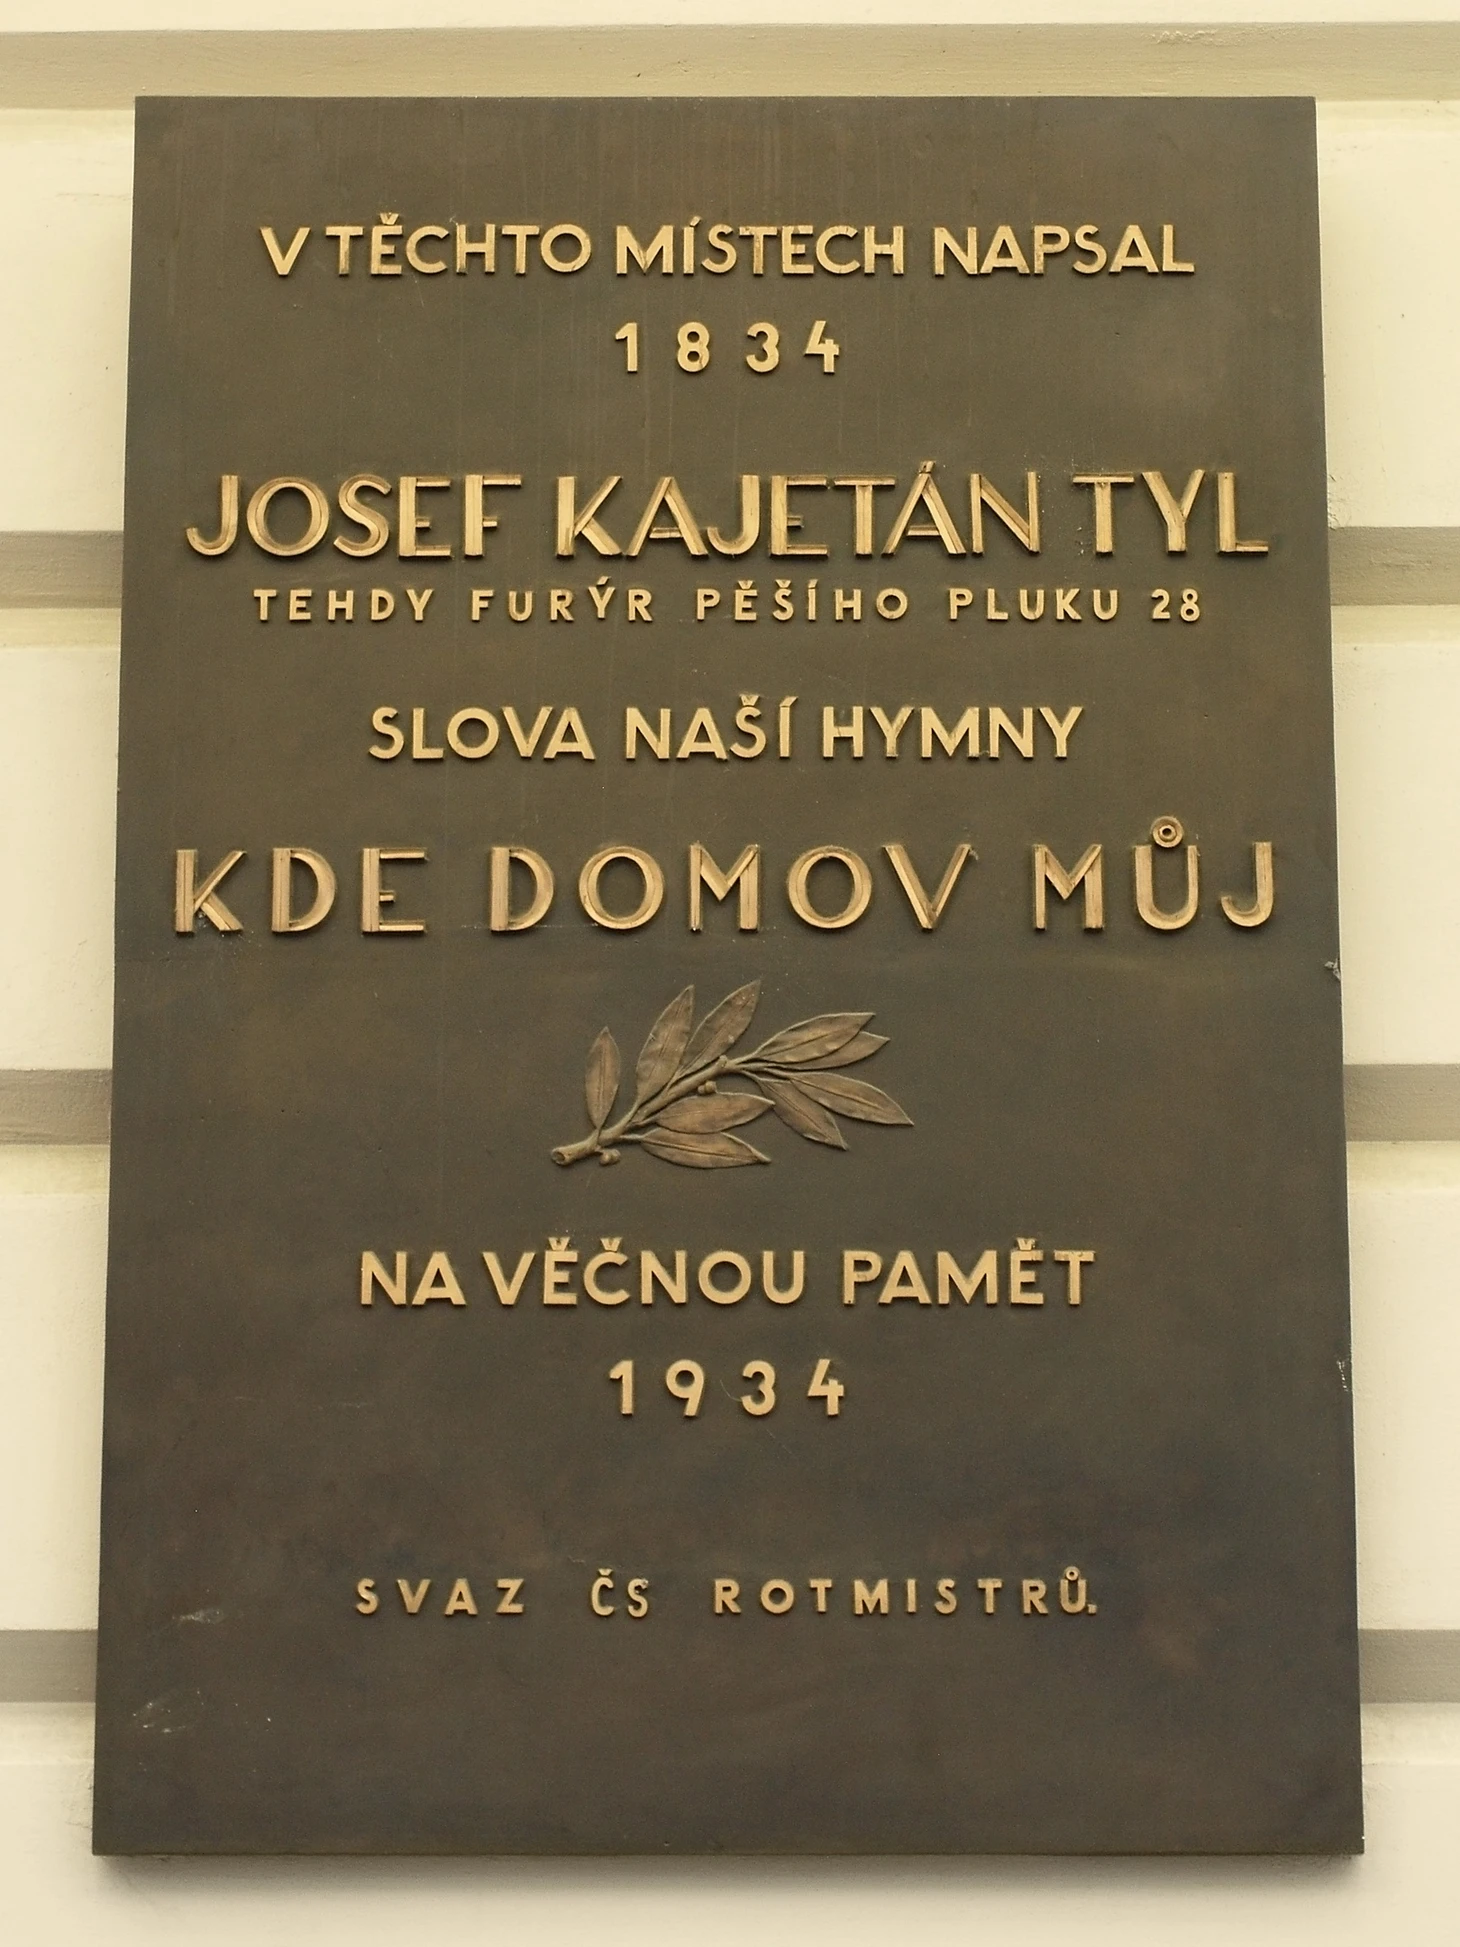 V TĚCHTO MÍSTECH NAPSAL
1834
JOSEF KAJETÁN TYL
TEHDY FURÝR PĚŠÍHO PLUKU 28
SLOVA NAŠÍ HYMNY
KDE DOMOV MŮJ
NA VĚČNOU PAMĚT
1934
SVAZ ČS ROTMISTRŮ.